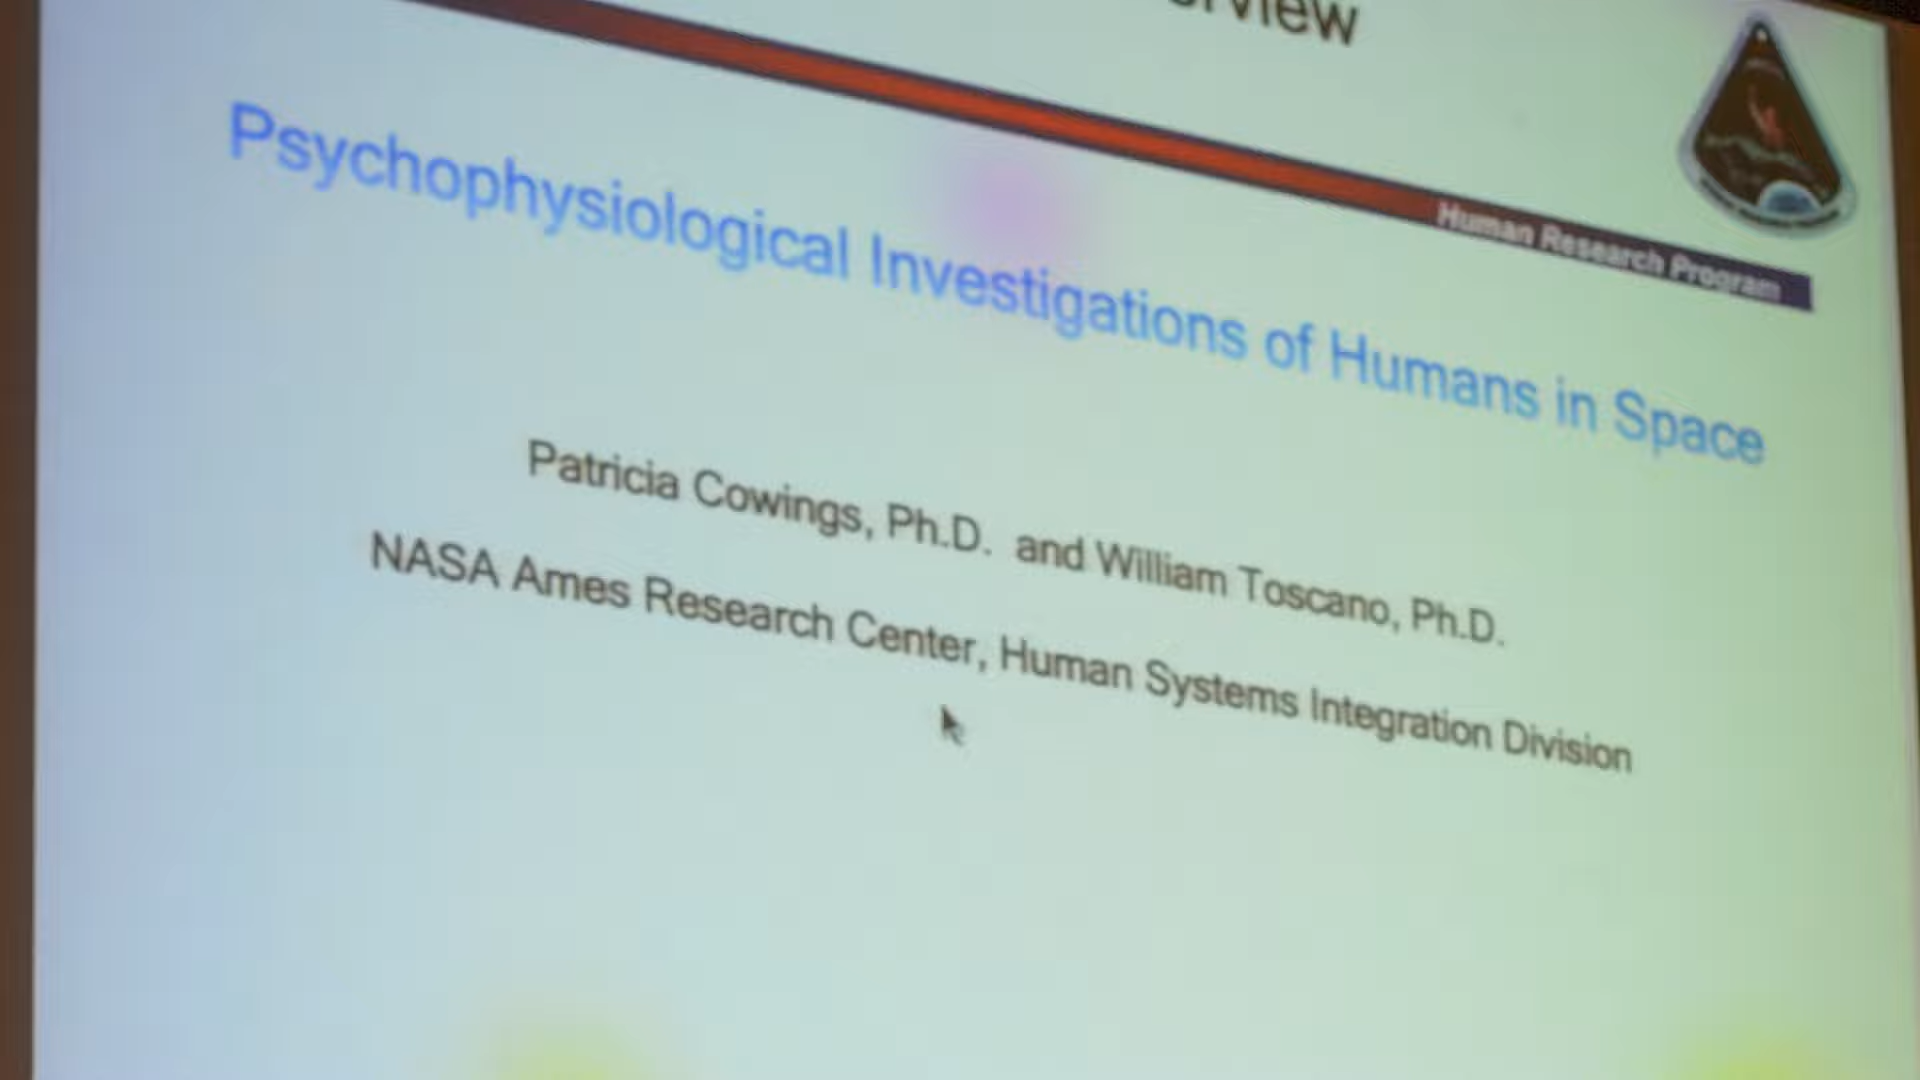 Human Research Program
Psychophysiological Investigations of Humans in Space
Patricia Cowings, Ph.D. and William Toscano, Ph.D.
NASA Ames Research Center, Human Systems Integration Division